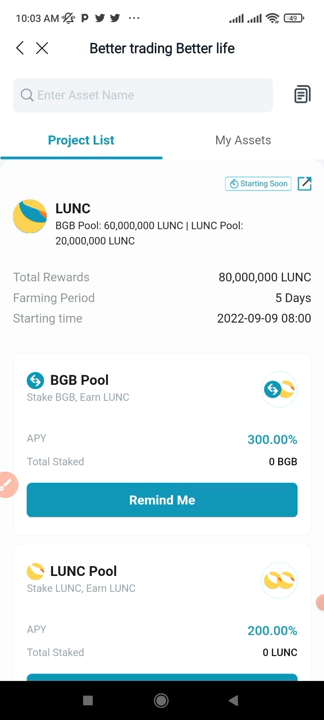 10:03 AM
49
Better trading Better life
Enter Asset Name
Project List
My Assets
Starting Soon
LUNC
BGB Pool: 60,000,000 LUNC | LUNC Pool:
20,000,000 LUNC
Total Rewards 80,000,000 LUNC
Farming Period 5 Days
Starting time 2022-09-09 08:00
BGB Pool
Stake BGB, Earn LUNC
APY 300.00%
Total Staked 0 BGB
Remind Me
LUNC Pool
Stake LUNC, Earn LUNC
APY 200.00%
Total Staked 0 LUNC